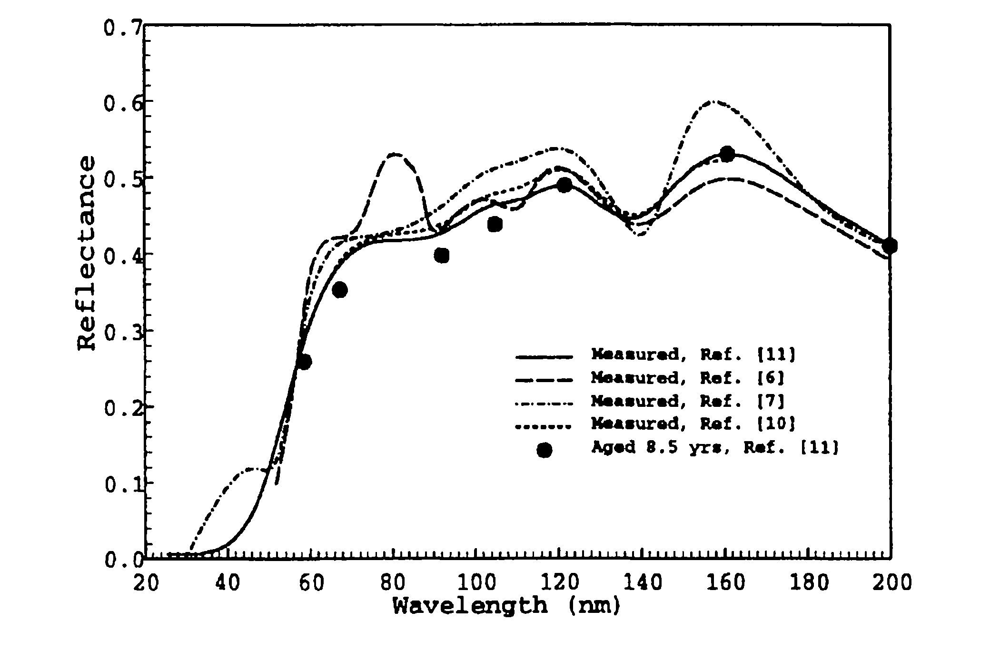 0.7
0.6
0.5
0.4
0.3
0.2
0.1
0.0
Reflectance
Measured, Ref. [11]
Measured, Ref. [6]
Measured, Ref. [7]
Measured, Ref. [10]
Aged 8.5 yrs, Ref. [11]
20 40 60 80 100 120 140 160 180 200
Wavelength (nm)